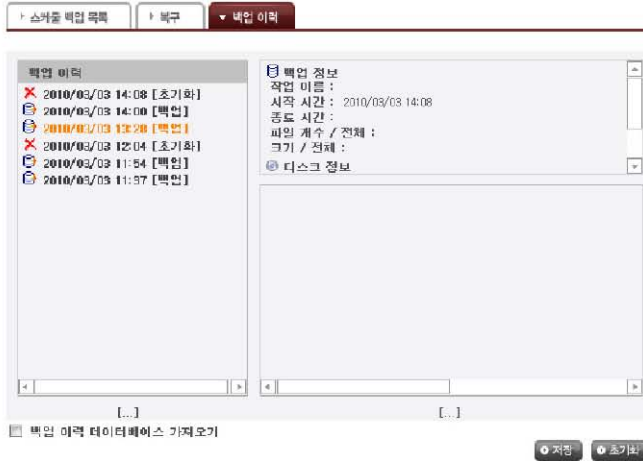 스케줄 백업 목록
복구
백업 이력
백업 이력
2010/03/03 14:08 [초기화]
2010/03/03 14:00 [백업]
2010/03/03 13:28 [백업]
2010/03/03 12:04 [초기화]
2010/03/03 11:54 [백업]
2010/03/03 11:37 [백업]
[...]
백업 정보
작업 이름 :
시작 시간 : 2010/03/03 14:08
종료 시간 :
파일 개수 / 전체 :
크기 / 전체 :
디스크 정보
[...]
백업 이력 데이터베이스 가져오기
저장
초기화